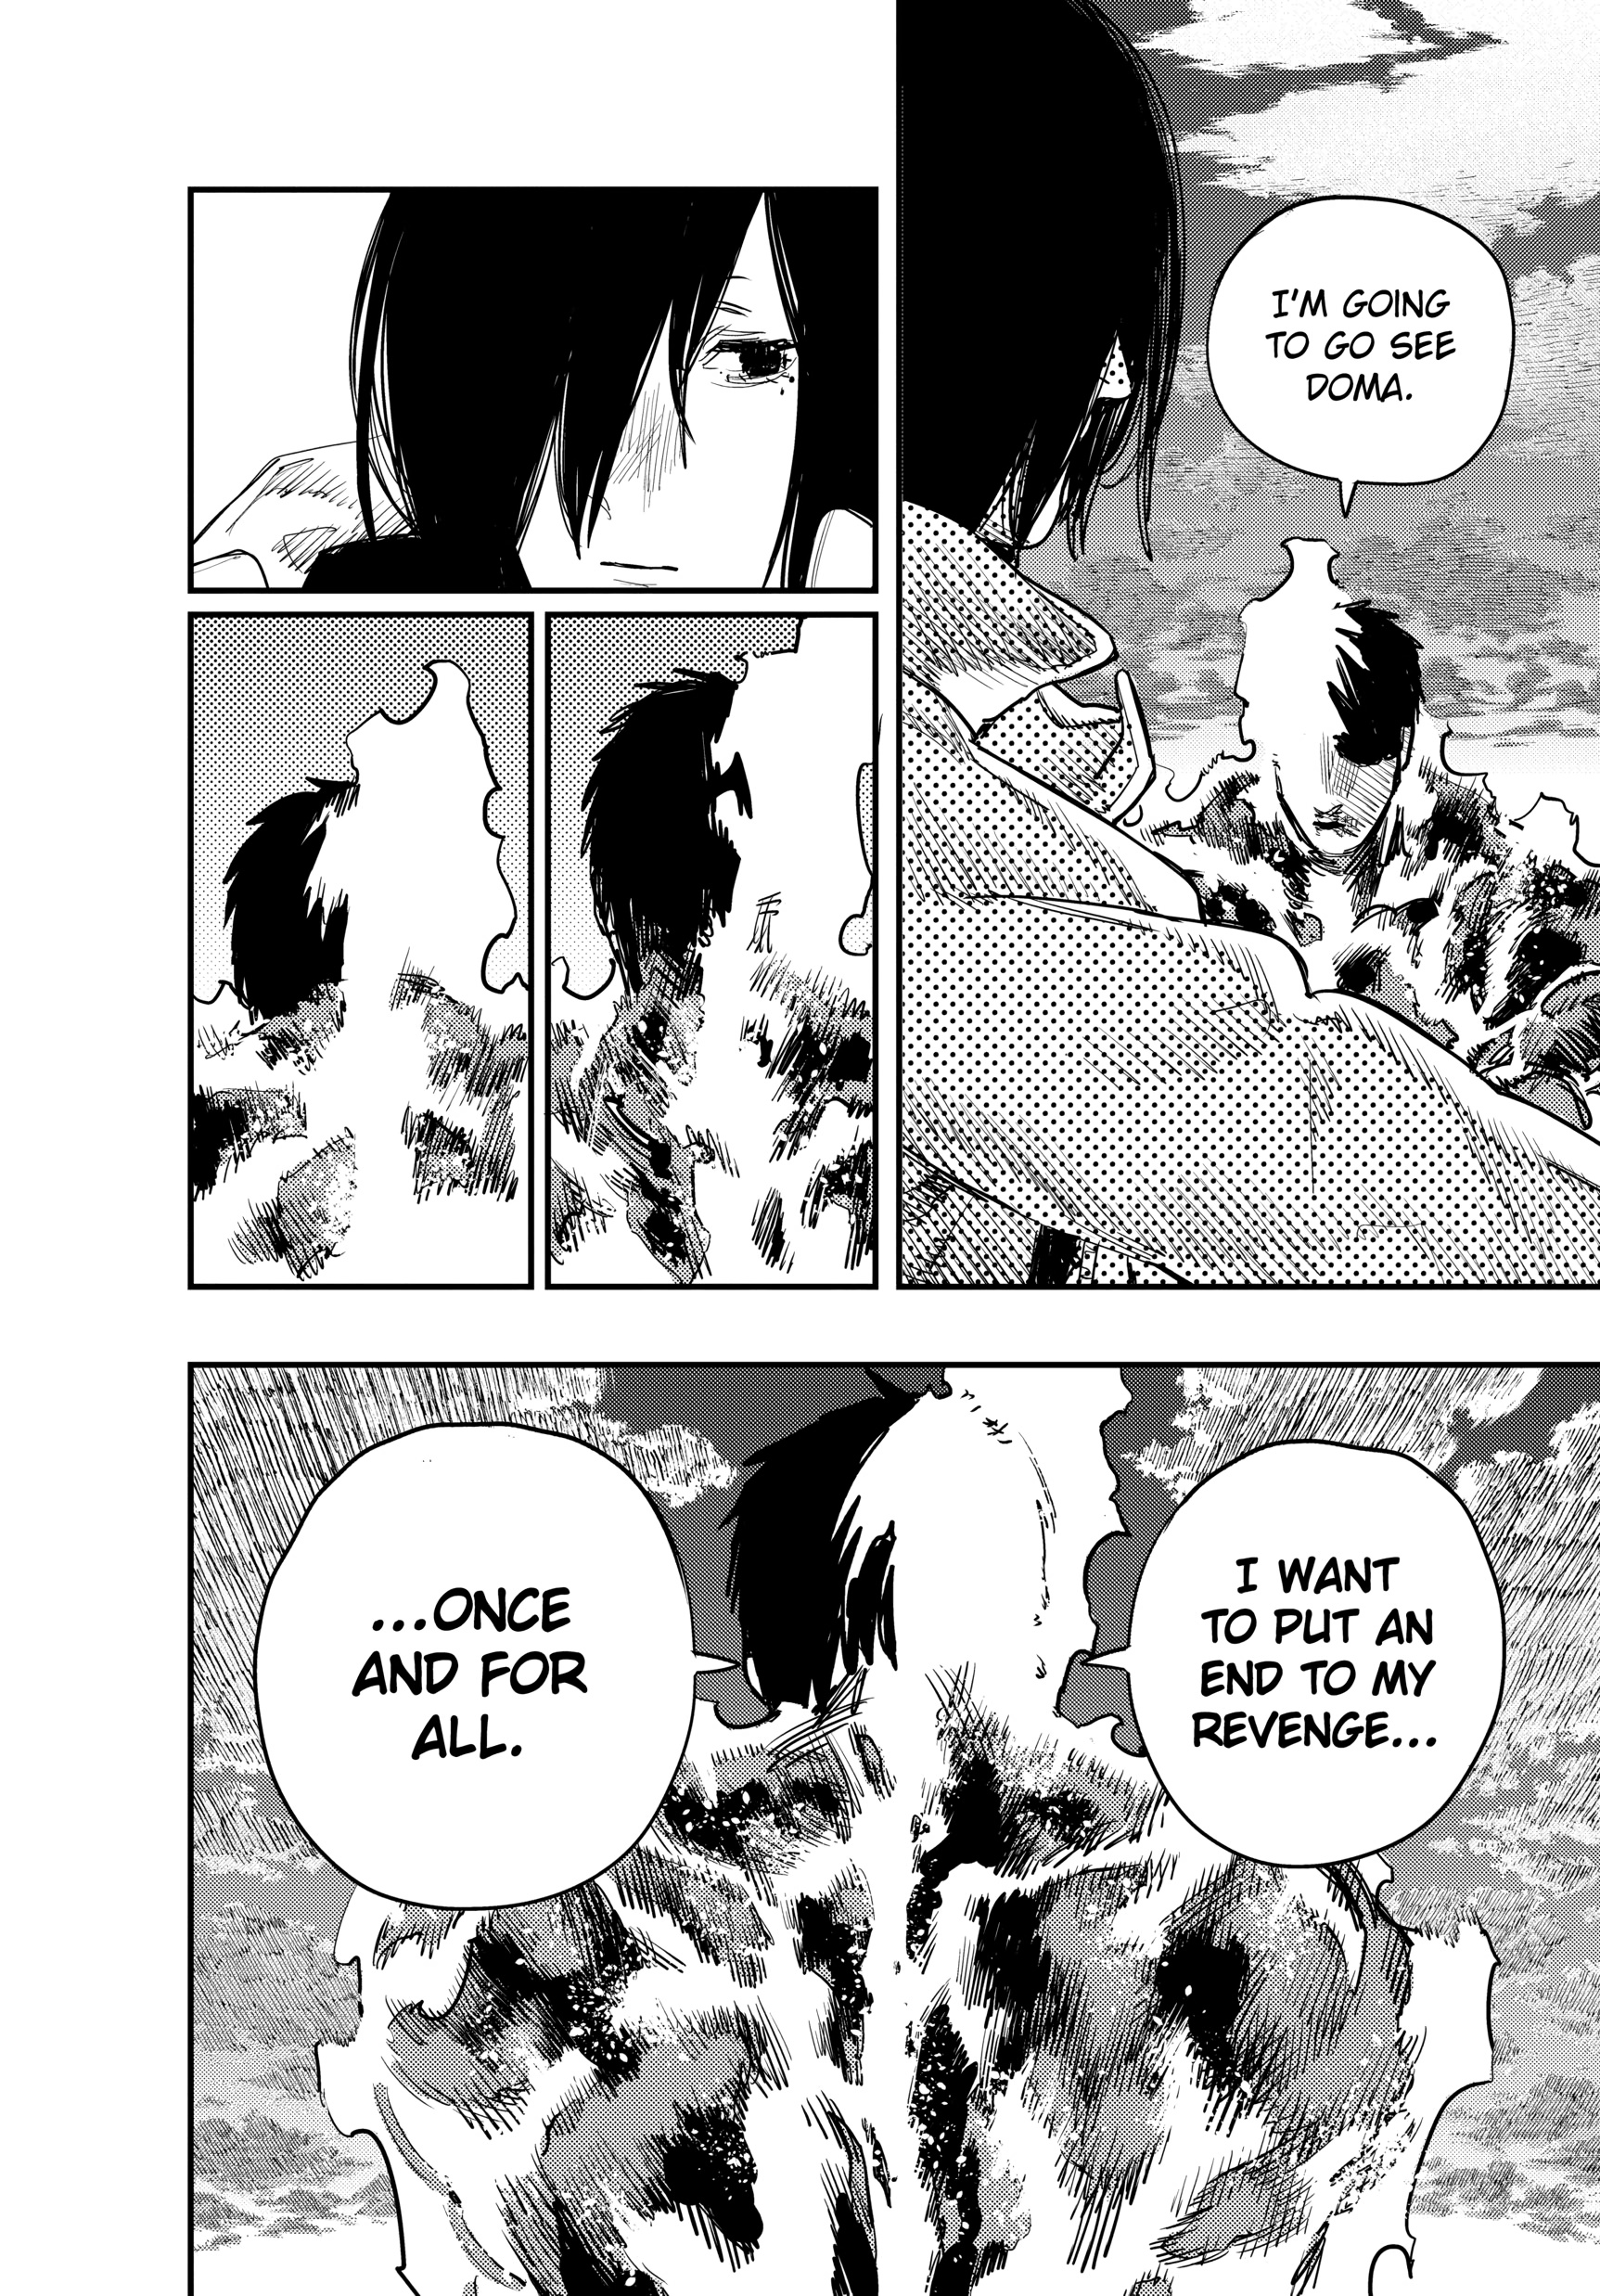 I'M GOING
TO GO SEE
DOMA.
I WANT
TO PUT AN
END TO MY
REVENGE...
...ONCE
AND FOR
ALL.